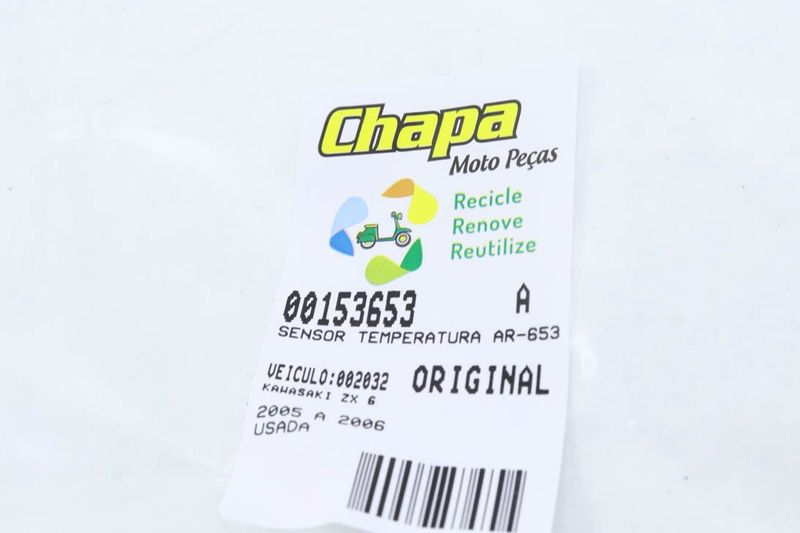 Chapa
Moto Peças
Recicle
Renove
Reutilize
00153653 A
SENSOR TEMPERATURA AR-653
VEICULO:002032 ORIGINAL
KAWASAKI ZX 6
2005 A 2006
USADA